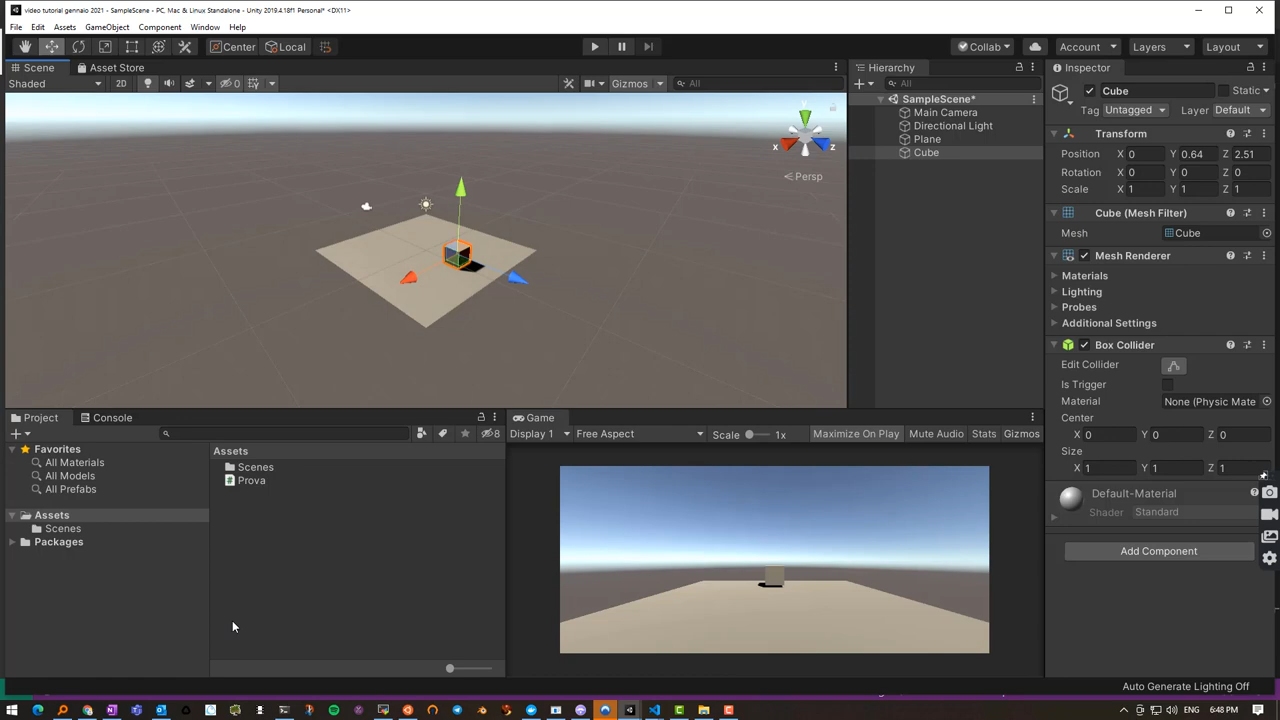 video tutorial gennaio 2021 - SampleScene - PC, Mac & Linux Standalone - Unity 2019.4.18f1 Personal* <DX11>
File Edit Assets GameObject Component Window Help
Center Local Collab Account Layers Layout
Scene Asset Store
Shaded 2D 0 Gizmos All
y
x z
Persp
Hierarchy
All
SampleScene*
Main Camera
Directional Light
Plane
Cube
Inspector
Cube Static
Tag Untagged Layer Default
Transform
Position X 0 Y 0.64 Z 2.51
Rotation X 0 Y 0 Z 0
Scale X 1 Y 1 Z 1
Cube (Mesh Filter)
Mesh Cube
Mesh Renderer
Materials
Lighting
Probes
Additional Settings
Box Collider
Edit Collider
Is Trigger
Material None (Physic Mate
Center
X 0 Y 0 Z 0
Size
X 1 Y 1 Z 1
Default-Material
Shader Standard
Add Component
Project Console
8
Favorites
All Materials
All Models
All Prefabs
Assets
Scenes
Packages
Assets
Scenes
Prova
Game
Display 1 Free Aspect Scale 1x Maximize On Play Mute Audio Stats Gizmos
Auto Generate Lighting Off
ENG 6:48 PM